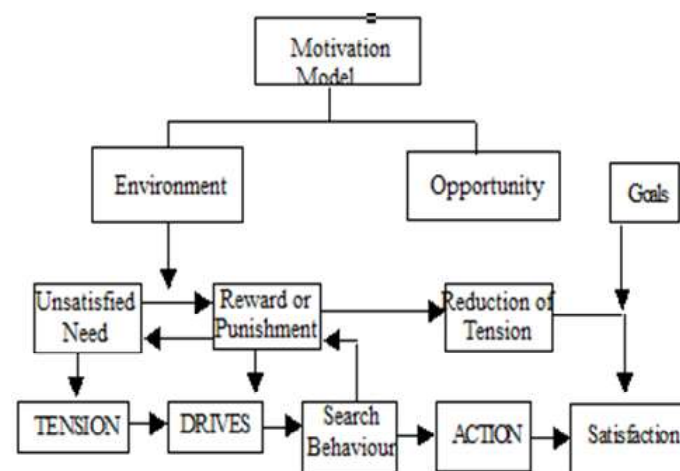 Motivation
Model
Environment
Opportunity
Goals
Unsatisfied
Need
Reward or
Punishment
Reduction of
Tension
TENSION
DRIVES
Search
Behaviour
ACTION
Satisfaction